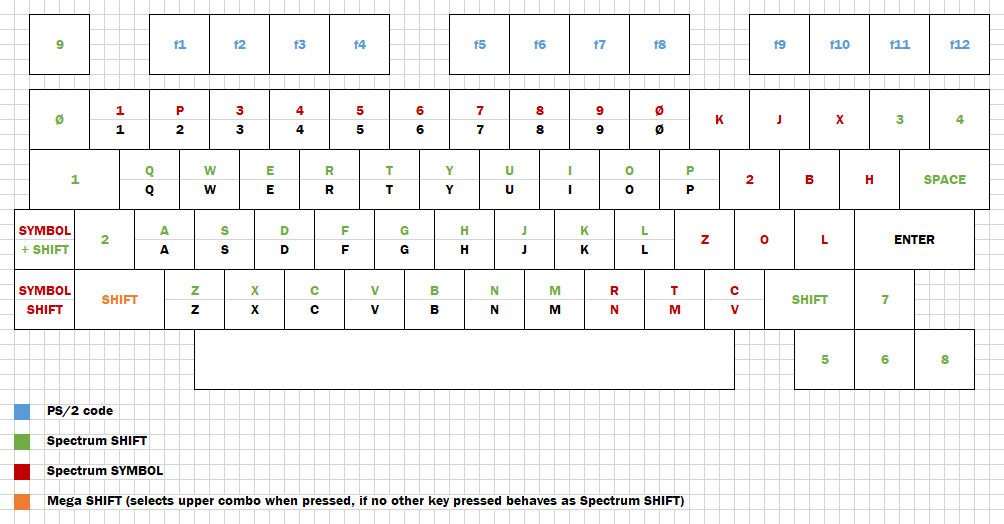 9 f1 f2 f3 f4 f5 f6 f7 f8 f9 f10 f11 f12
Ø 1 P 3 4 5 6 7 8 9 Ø K J X 3 4
1 2 3 4 5 6 7 8 9 Ø
1 Q W E R T Y U I O P 2 B H SPACE
Q W E R T Y U I O P
SYMBOL 2 A S D F G H J K L Z O L ENTER
+ SHIFT A S D F G H J K L
SYMBOL SHIFT Z X C V B N M R T C SHIFT 7
SHIFT Z X C V B N M N M V
5 6 8
PS/2 code
Spectrum SHIFT
Spectrum SYMBOL
Mega SHIFT (selects upper combo when pressed, if no other key pressed behaves as Spectrum SHIFT)